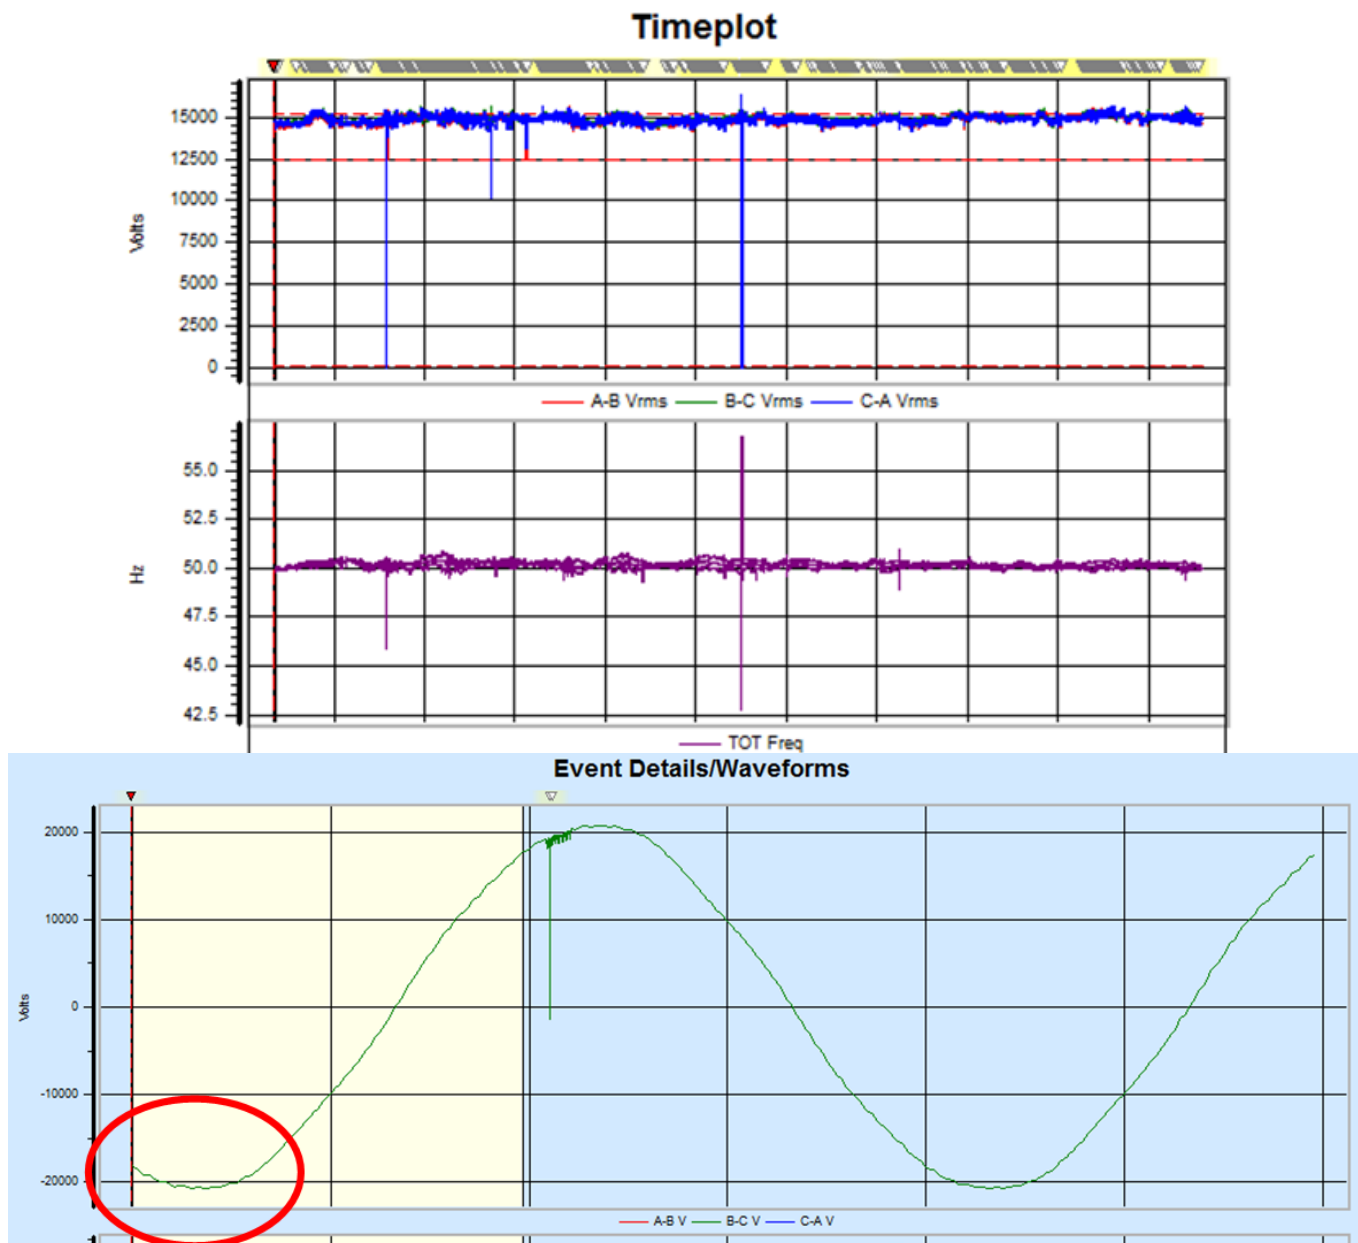 Timeplot
15000
12500
10000
7500
5000
2500
0
Volts
A-B Vrms B-C Vrms C-A Vrms
55.0
52.5
50.0
47.5
45.0
42.5
Hz
TOT Freq
Event Details/Waveforms
20000
10000
0
-10000
-20000
Volts
A-B V B-C V C-A V